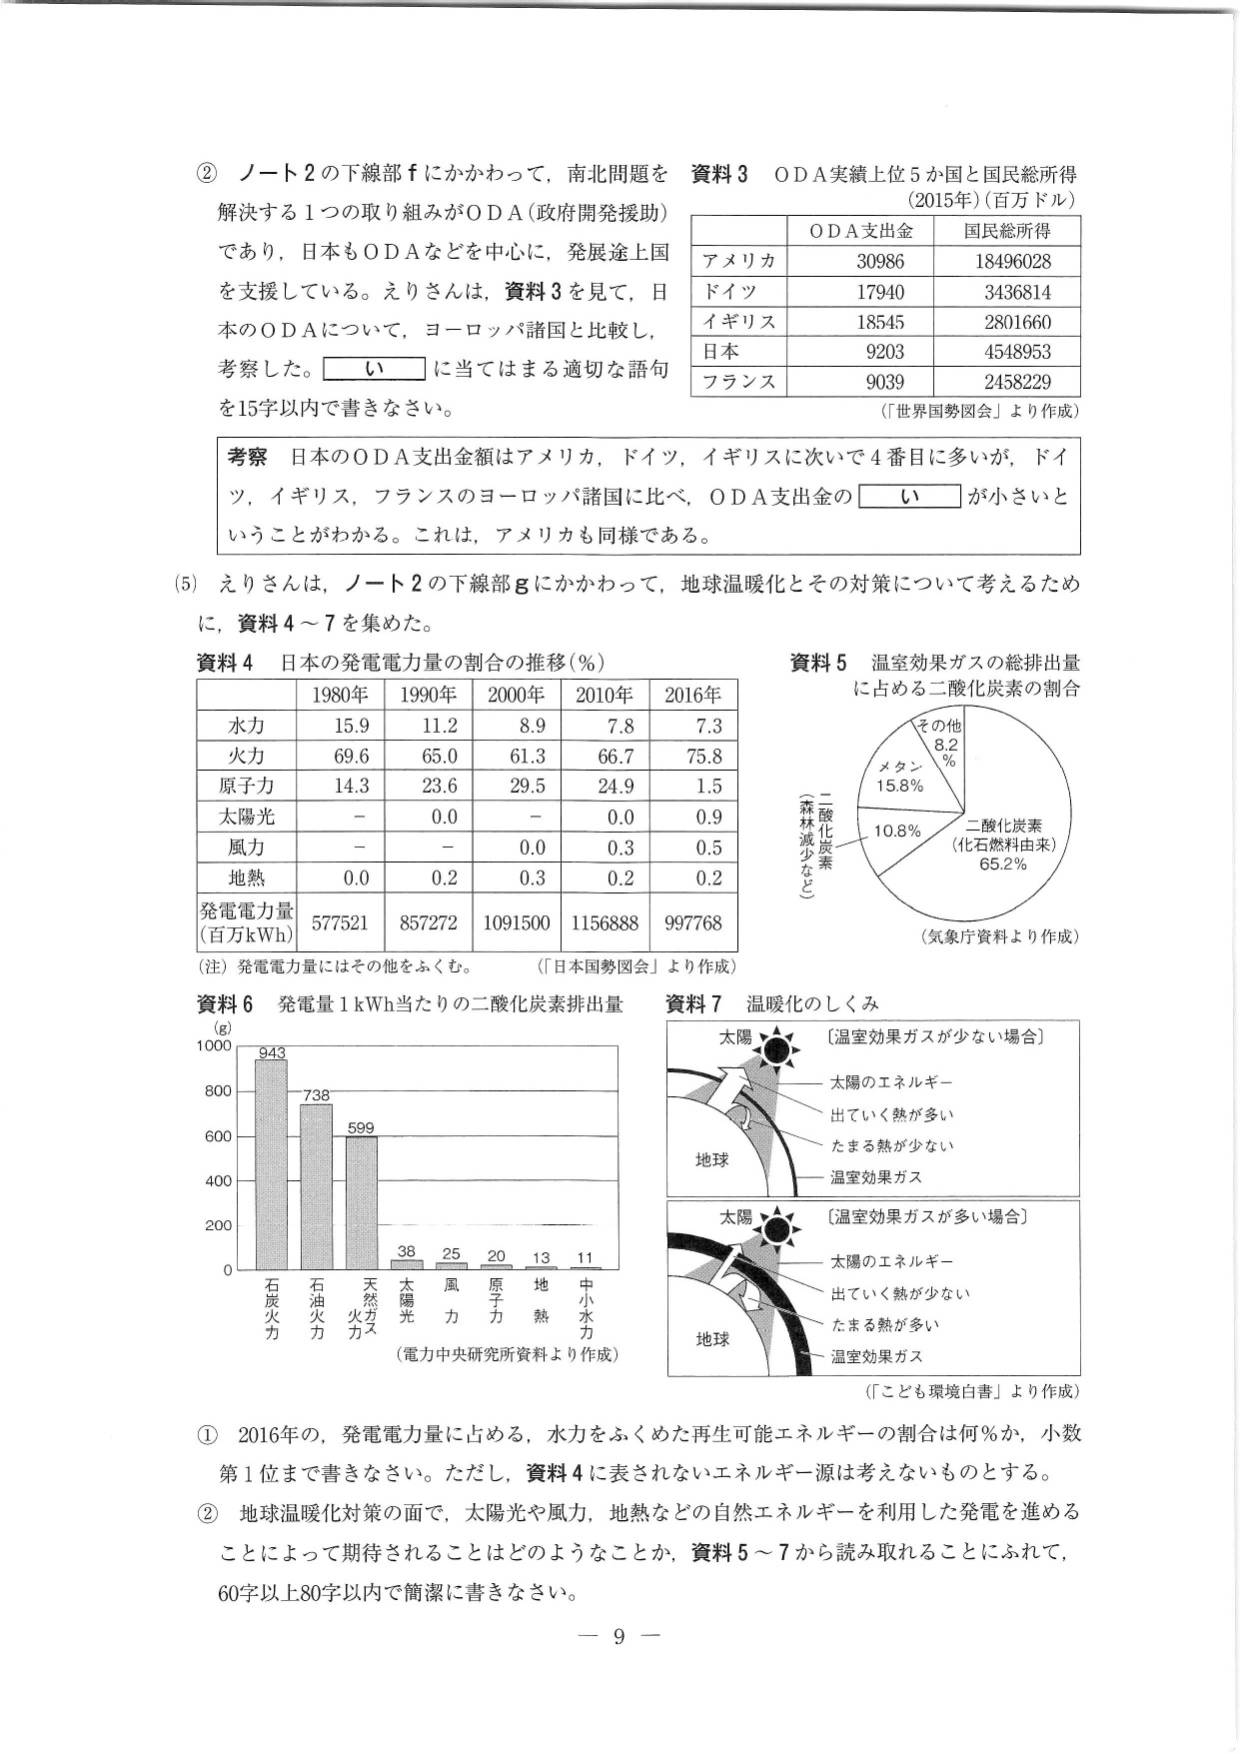 ② ノート2の下線部fにかかわって，南北問題を
解決する1つの取り組みがＯＤＡ(政府開発援助)
であり，日本もＯＤＡなどを中心に，発展途上国
を支援している。えりさんは，資料3を見て，日
本のＯＤＡについて，ヨーロッパ諸国と比較し，
考察した。 い に当てはまる適切な語句
を15字以内で書きなさい。
資料3 ＯＤＡ実績上位5か国と国民総所得
(2015年)(百万ドル)
ＯＤＡ支出金 国民総所得
アメリカ 30986 18496028
ドイツ 17940 3436814
イギリス 18545 2801660
日本 9203 4548953
フランス 9039 2458229
(「世界国勢図会」より作成)
考察 日本のＯＤＡ支出金額はアメリカ，ドイツ，イギリスに次いで4番目に多いが，ドイ
ツ，イギリス，フランスのヨーロッパ諸国に比べ，ＯＤＡ支出金の い が小さいと
いうことがわかる。これは，アメリカも同様である。
(5) えりさんは，ノート2の下線部gにかかわって，地球温暖化とその対策について考えるため
に，資料4～7を集めた。
資料4 日本の発電電力量の割合の推移(％)
1980年 1990年 2000年 2010年 2016年
水力 15.9 11.2 8.9 7.8 7.3
火力 69.6 65.0 61.3 66.7 75.8
原子力 14.3 23.6 29.5 24.9 1.5
太陽光 － 0.0 － 0.0 0.9
風力 － － 0.0 0.3 0.5
地熱 0.0 0.2 0.3 0.2 0.2
発電電力量
(百万kWh) 577521 857272 1091500 1156888 997768
(注) 発電電力量にはその他をふくむ。 (「日本国勢図会」より作成)
資料5 温室効果ガスの総排出量
に占める二酸化炭素の割合
その他
8.2
％
メタン
15.8％
10.8％
二酸化炭素
(森林減少など)
二酸化炭素
(化石燃料由来)
65.2％
(気象庁資料より作成)
資料6 発電量1kWh当たりの二酸化炭素排出量
(g)
1000
800
600
400
200
0
943
738
599
38
25
20
13
11
石炭火力
石油火力
天然ガス火力
太陽光
風力
原子力
地熱
中小水力
(電力中央研究所資料より作成)
資料7 温暖化のしくみ
太陽 〔温室効果ガスが少ない場合〕
太陽のエネルギー
出ていく熱が多い
たまる熱が少ない
地球
温室効果ガス
太陽 〔温室効果ガスが多い場合〕
太陽のエネルギー
出ていく熱が少ない
たまる熱が多い
地球
温室効果ガス
(「こども環境白書」より作成)
① 2016年の，発電電力量に占める，水力をふくめた再生可能エネルギーの割合は何％か，小数
第1位まで書きなさい。ただし，資料4に表されないエネルギー源は考えないものとする。
② 地球温暖化対策の面で，太陽光や風力，地熱などの自然エネルギーを利用した発電を進める
ことによって期待されることはどのようなことか，資料5～7から読み取れることにふれて，
60字以上80字以内で簡潔に書きなさい。
― 9 ―